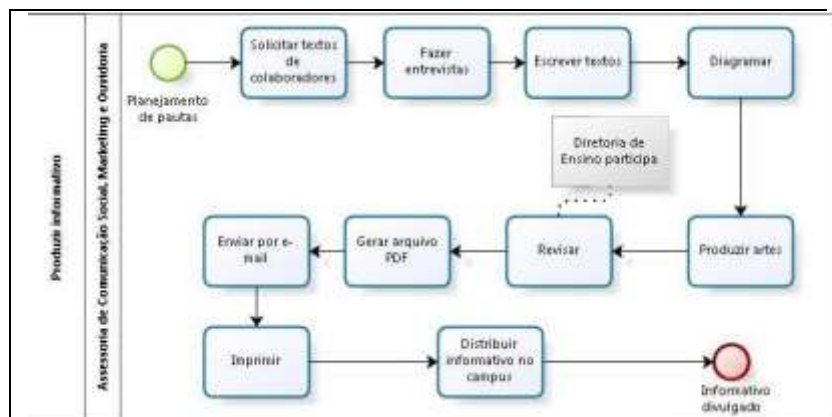 Produzir informativo
Assessoria de Comunicação Social, Marketing e Ouvidoria
Planejamento
de pautas
Solicitar textos
de
colaboradores
Fazer
entrevistas
Escrever textos
Diagramar
Diretoria de
Ensino participa
Enviar por e-
mail
Gerar arquivo
PDF
Revisar
Produzir artes
Imprimir
Distribuir
informativo no
campus
Informativo
divulgado